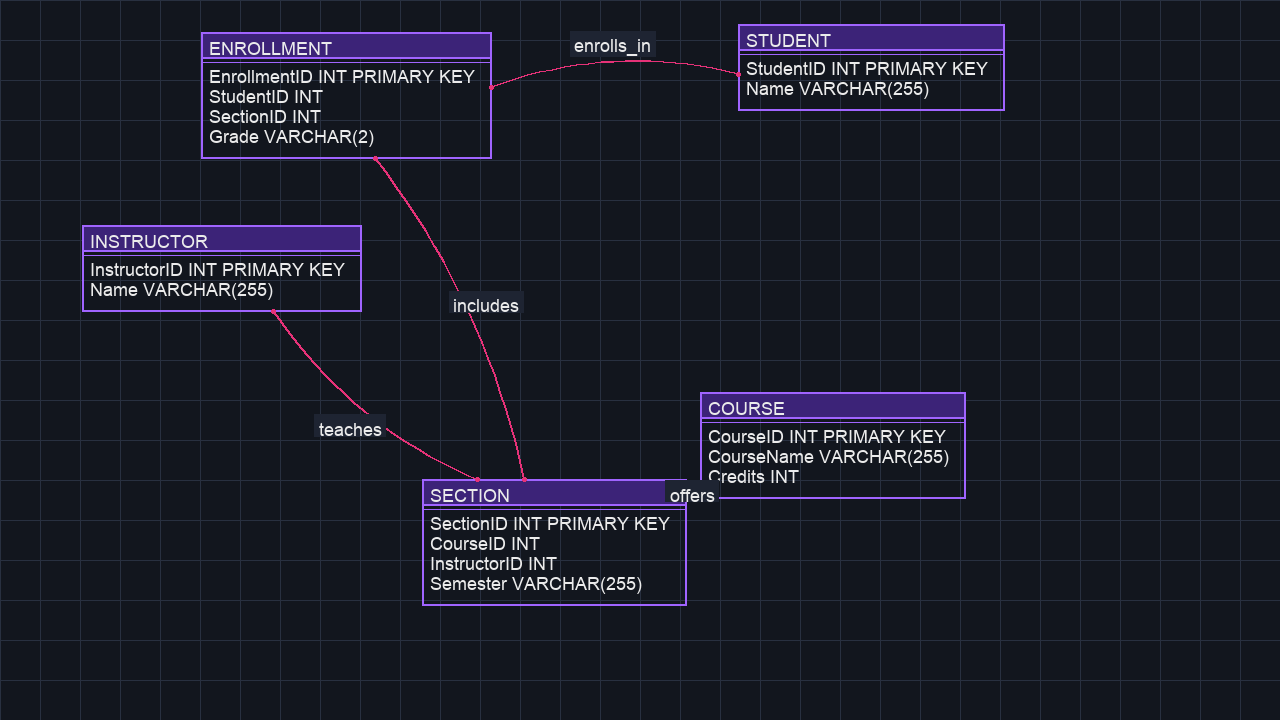 ENROLLMENT
EnrollmentID INT PRIMARY KEY
StudentID INT
SectionID INT
Grade VARCHAR(2)
enrolls_in
STUDENT
StudentID INT PRIMARY KEY
Name VARCHAR(255)
INSTRUCTOR
InstructorID INT PRIMARY KEY
Name VARCHAR(255)
includes
teaches
COURSE
CourseID INT PRIMARY KEY
CourseName VARCHAR(255)
Credits INT
offers
SECTION
SectionID INT PRIMARY KEY
CourseID INT
InstructorID INT
Semester VARCHAR(255)